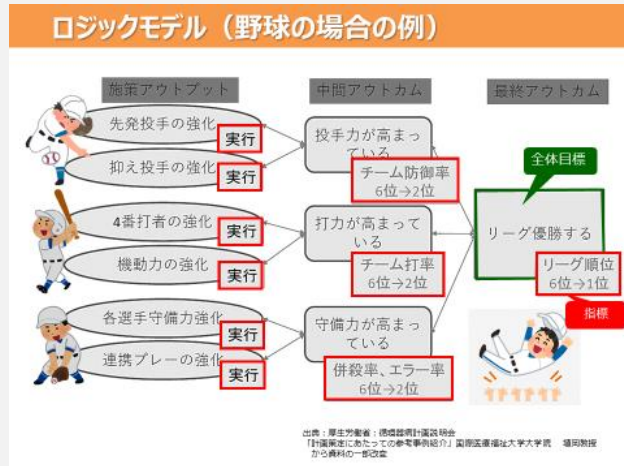 ロジックモデル（野球の場合の例）
施策アウトプット
中間アウトカム
最終アウトカム
先発投手の強化
実行
抑え投手の強化
実行
投手力が高まっ
ている
チーム防御率
6位→2位
4番打者の強化
実行
機動力の強化
実行
打力が高まって
いる
チーム打率
6位→2位
各選手守備力強化
実行
連携プレーの強化
実行
守備力が高まっ
ている
併殺率、エラー率
6位→2位
全体目標
リーグ優勝する
リーグ順位
6位→1位
指標
出典：厚生労働省：循環器病計画説明会
「計画策定にあたっての参考事例紹介」国際医療福祉大学大学院　埴岡教授
から資料の一部改変